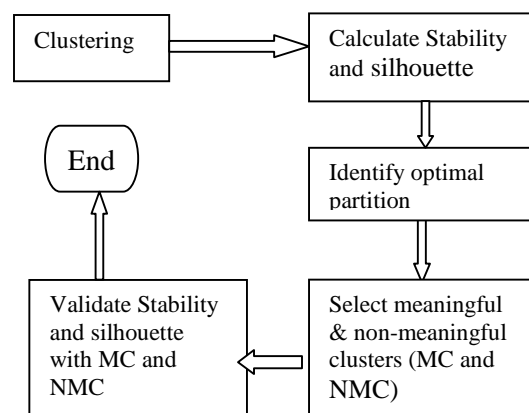 Clustering
Calculate Stability
and silhouette
Identify optimal
partition
Select meaningful
& non-meaningful
clusters (MC and
NMC)
Validate Stability
and silhouette
with MC and
NMC
End